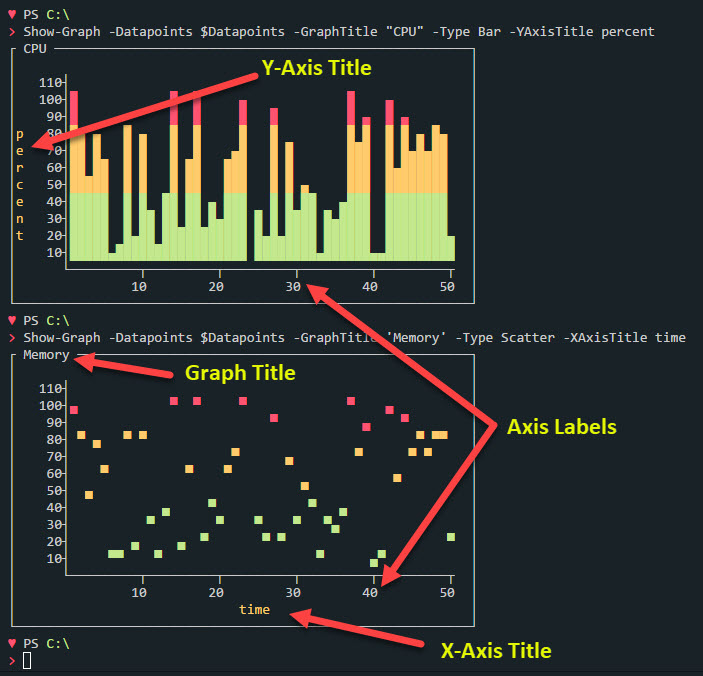 ♥ PS C:\
> Show-Graph -Datapoints $Datapoints -GraphTitle "CPU" -Type Bar -YAxisTitle percent
CPU
Y-Axis Title
110
100
90
80
70
60
50
40
30
20
10
percent
10 20 30 40 50
♥ PS C:\
> Show-Graph -Datapoints $Datapoints -GraphTitle 'Memory' -Type Scatter -XAxisTitle time
Memory
Graph Title
110
100
90
80
70
60
50
40
30
20
10
Axis Labels
10 20 30 40 50
time
X-Axis Title
♥ PS C:\
>